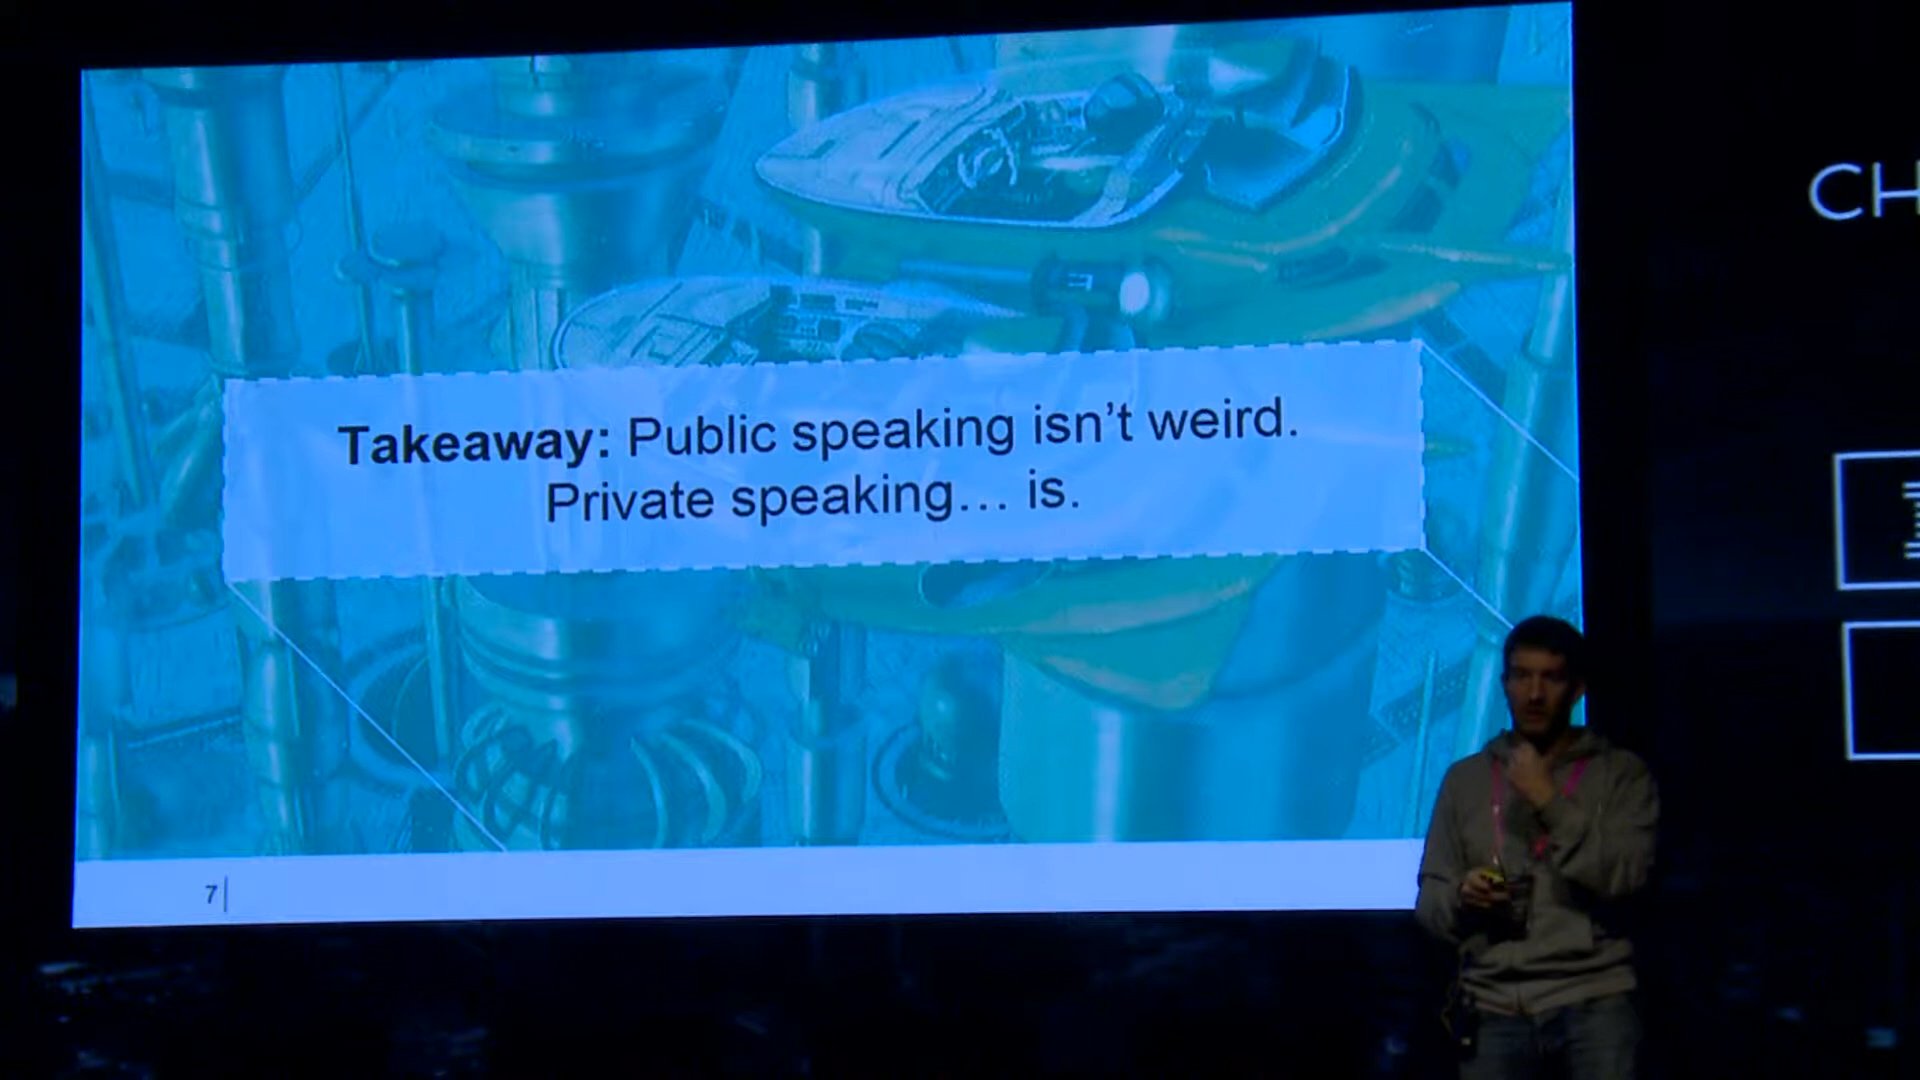 Takeaway: Public speaking isn’t weird.
Private speaking… is.
7
CH